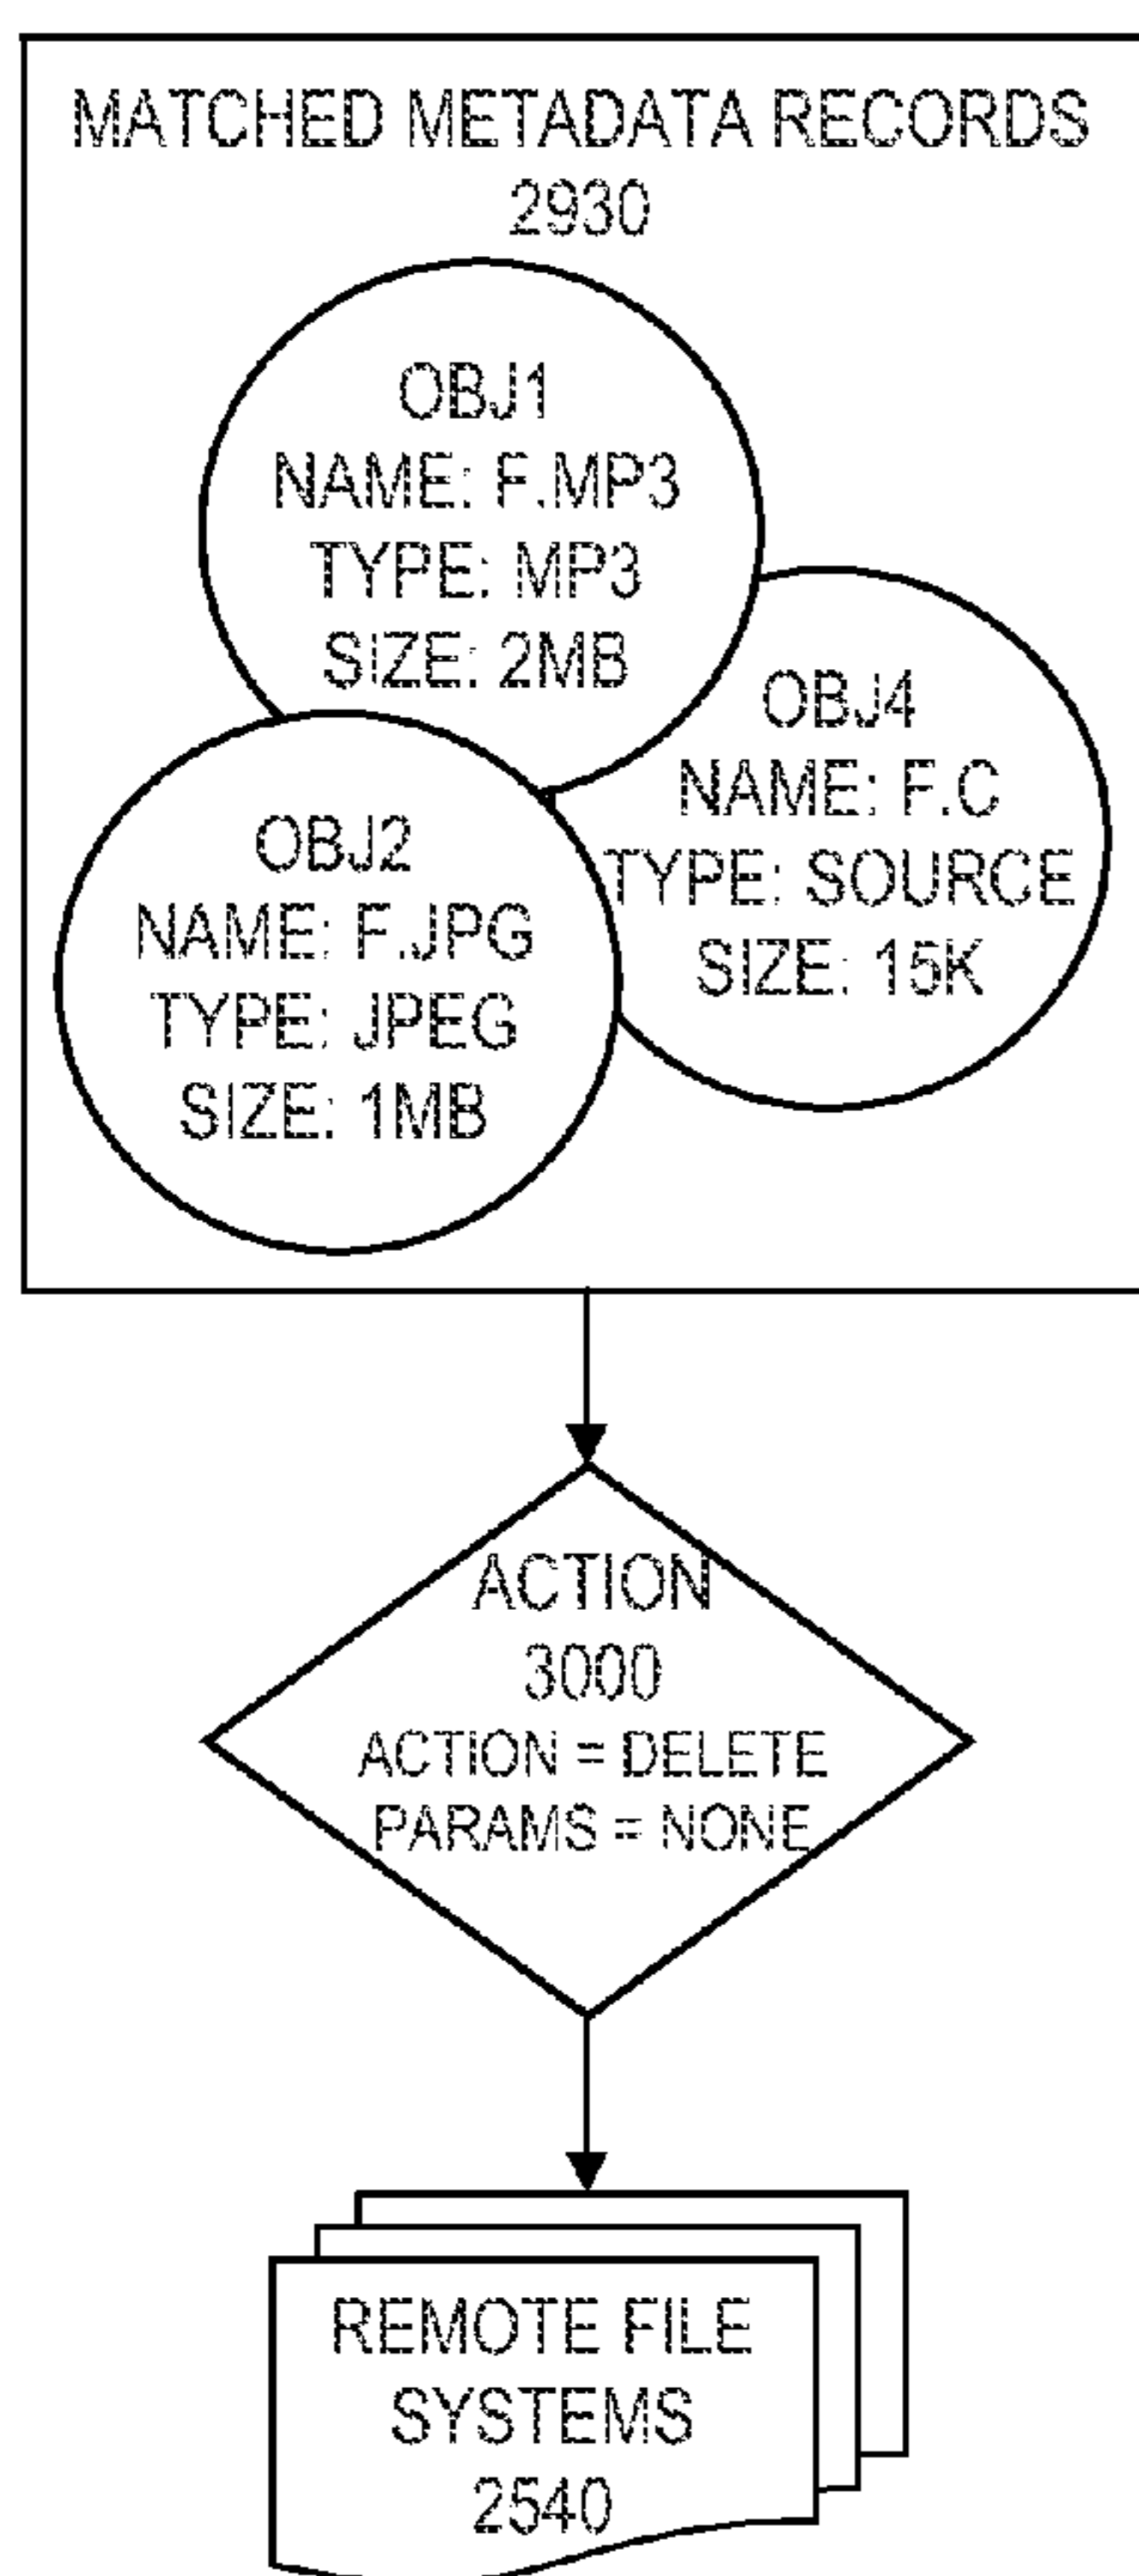 MATCHED METADATA RECORDS
2930
OBJ1
NAME: F.MP3
TYPE: MP3
SIZE: 2MB
OBJ4
NAME: F.C
TYPE: SOURCE
SIZE: 15K
OBJ2
NAME: F.JPG
TYPE: JPEG
SIZE: 1MB
ACTION
3000
ACTION = DELETE
PARAMS = NONE
REMOTE FILE
SYSTEMS
2540